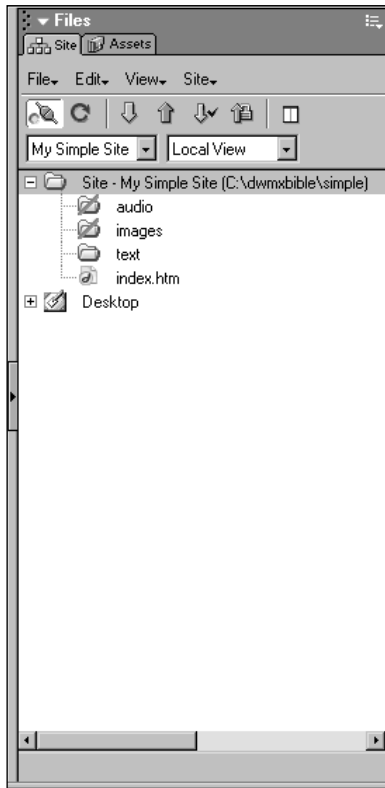 Files
Site Assets
File Edit View Site
My Simple Site Local View
Site - My Simple Site (C:\dwmxbible\simple)
audio
images
text
index.htm
Desktop